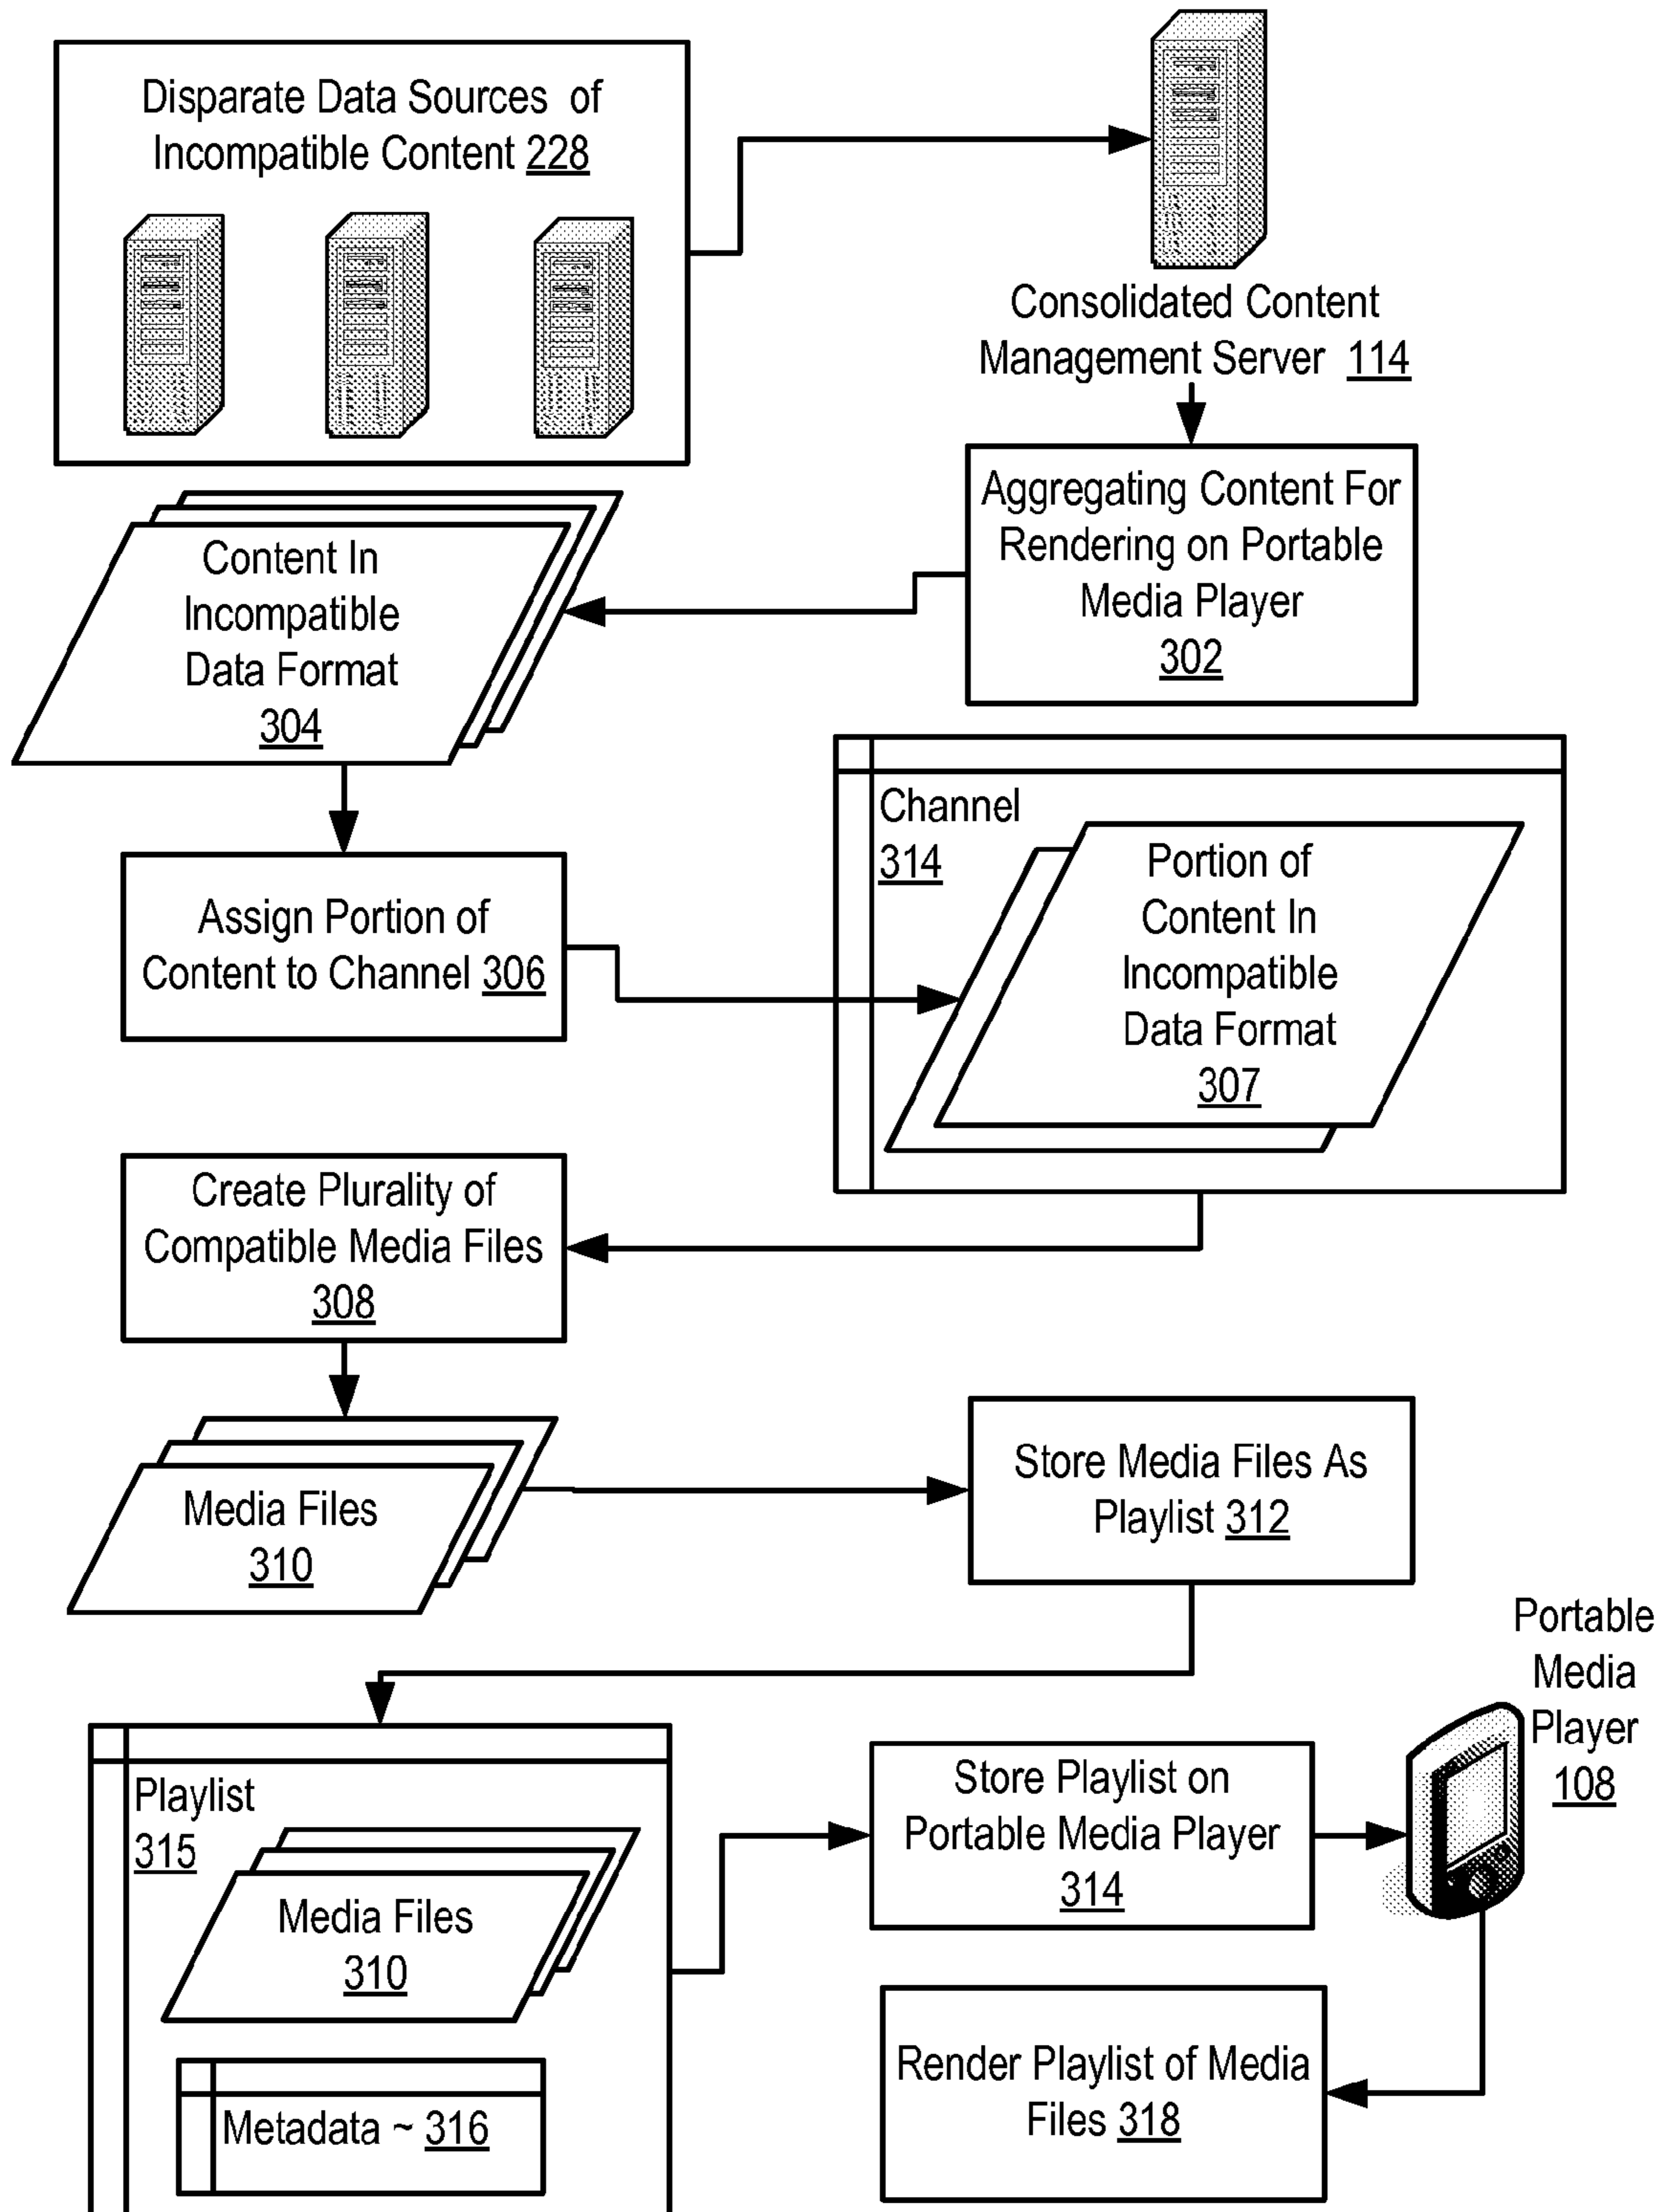 Disparate Data Sources of
Incompatible Content 228
Consolidated Content
Management Server 114
Aggregating Content For
Rendering on Portable
Media Player
302
Content In
Incompatible
Data Format
304
Channel
314
Portion of
Content In
Incompatible
Data Format
307
Assign Portion of
Content to Channel 306
Create Plurality of
Compatible Media Files
308
Media Files
310
Store Media Files As
Playlist 312
Portable
Media
Player
108
Playlist
315
Media Files
310
Metadata ~ 316
Store Playlist on
Portable Media Player
314
Render Playlist of Media
Files 318